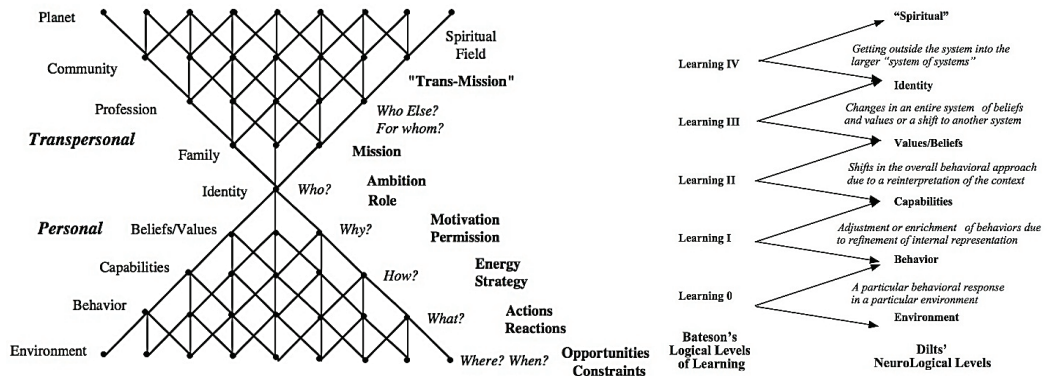 Planet
Spiritual
Field
Community
"Trans-Mission"
Profession
Who Else?
For whom?
Transpersonal
Family
Mission
Identity
Who?
Ambition
Role
Personal
Beliefs/Values
Why?
Motivation
Permission
Capabilities
How?
Energy
Strategy
Behavior
What?
Actions
Reactions
Environment
Where? When?
Opportunities
Constraints
"Spiritual"
Getting outside the system into the
larger "system of systems"
Learning IV
Identity
Changes in an entire system of beliefs
and values or a shift to another system
Learning III
Values/Beliefs
Shifts in the overall behavioral approach
due to a reinterpretation of the context
Learning II
Capabilities
Adjustment or enrichment of behaviors due
to refinement of internal representation
Learning I
Behavior
A particular behavioral response
in a particular environment
Learning 0
Environment
Bateson's
Logical Levels
of Learning
Dilts'
NeuroLogical Levels